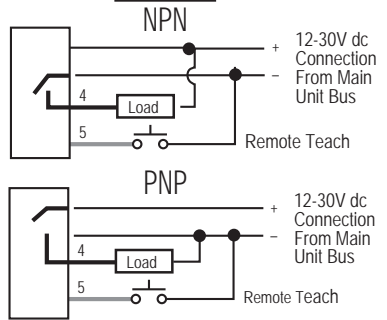 NPN
+
12-30V dc
Connection
From Main
Unit Bus
–
4
Load
5
Remote Teach
PNP
+
12-30V dc
Connection
From Main
Unit Bus
–
4
Load
5
Remote Teach